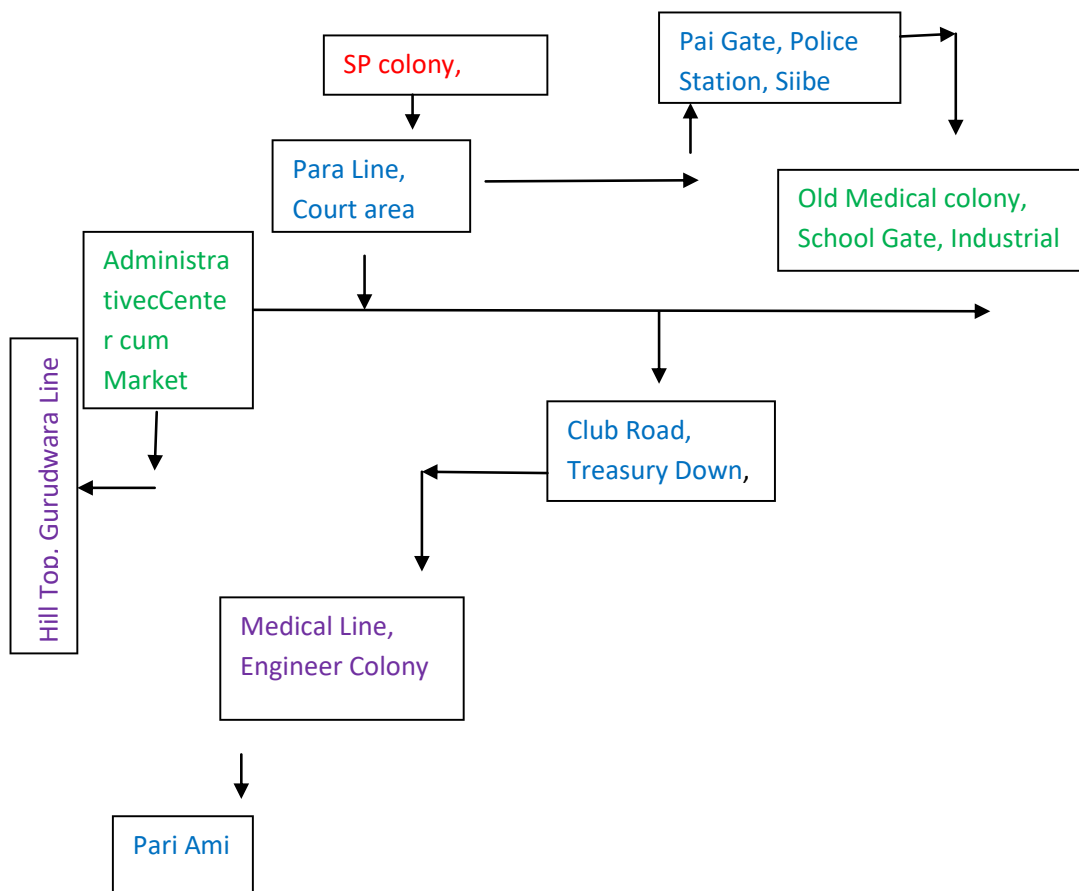 SP colony,
Pai Gate, Police
Station, Siibe
Para Line,
Court area
Old Medical colony,
School Gate, Industrial
Administra
tivecCente
r cum
Market
Hill Top. Gurudwara Line
Club Road,
Treasury Down,
Medical Line,
Engineer Colony
Pari Ami